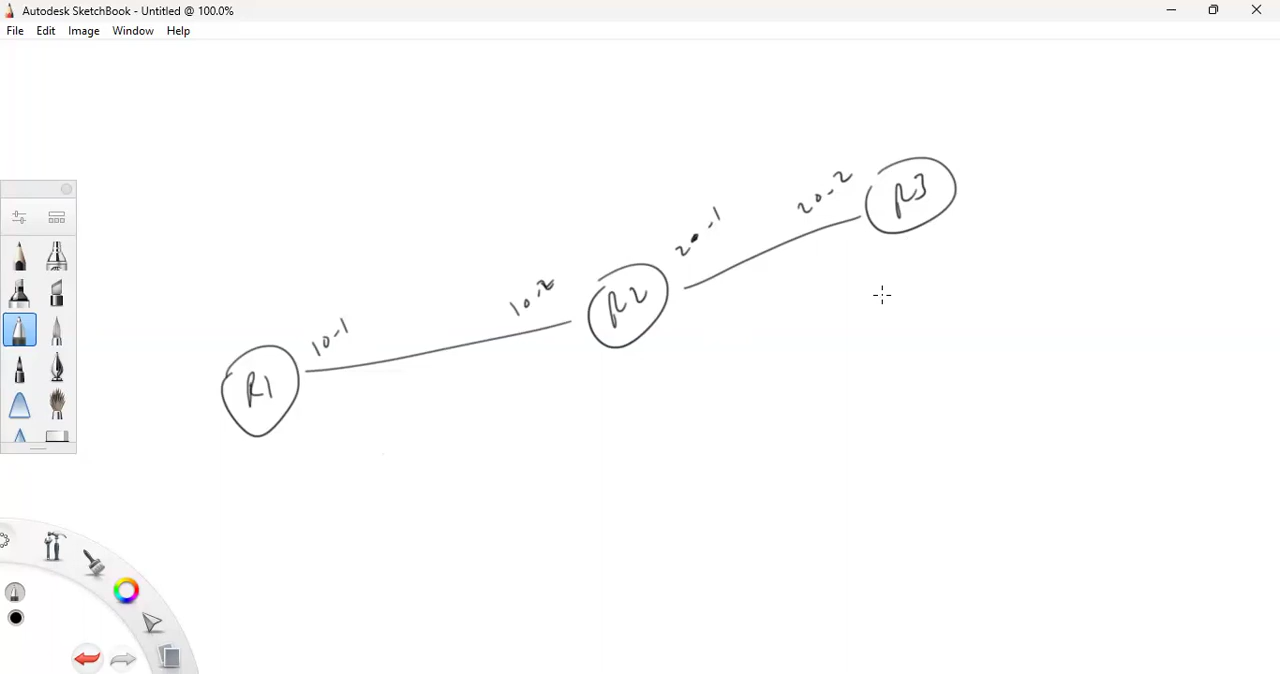 Autodesk SketchBook - Untitled @ 100.0%
File Edit Image Window Help
R3
20-2
20-1
R2
10-2
10-1
R1